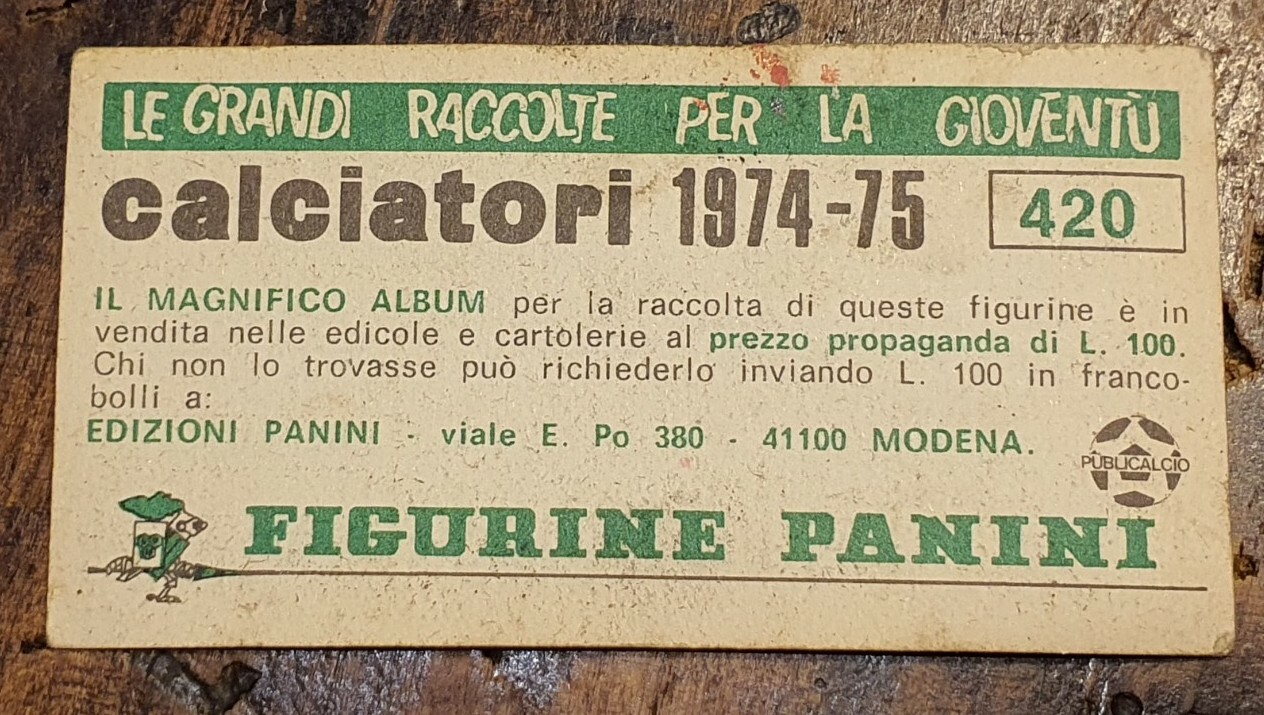 LE GRANDI RACCOLTE PER LA GIOVENTÙ
calciatori 1974-75 420
IL MAGNIFICO ALBUM per la raccolta di queste figurine è in
vendita nelle edicole e cartolerie al prezzo propaganda di L. 100.
Chi non lo trovasse può richiederlo inviando L. 100 in franco-
bolli a:
EDIZIONI PANINI - viale E. Po 380 - 41100 MODENA.
PUBLICALCIO
FIGURINE PANINI